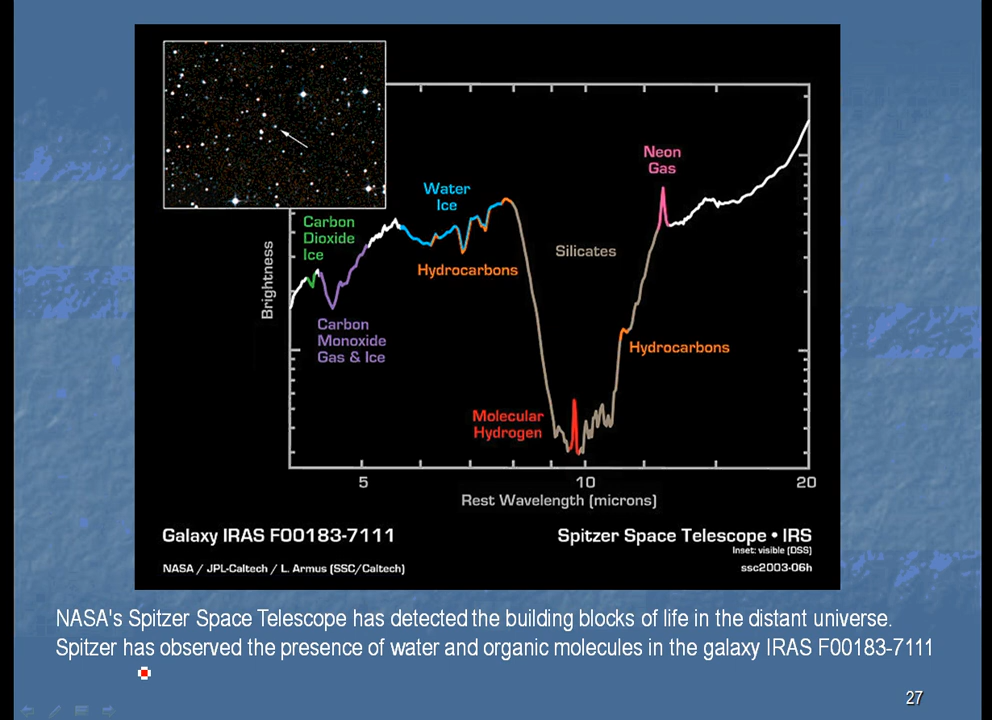 Neon
Gas
Water
Ice
Carbon
Dioxide
Ice
Silicates
Hydrocarbons
Brightness
Carbon
Monoxide
Gas & Ice
Hydrocarbons
Molecular
Hydrogen
5 10 20
Rest Wavelength (microns)
Galaxy IRAS F00183-7111
Spitzer Space Telescope • IRS
Inset: visible (DSS)
NASA / JPL-Caltech / L. Armus (SSC/Caltech)
ssc2003-06h
NASA's Spitzer Space Telescope has detected the building blocks of life in the distant universe.
Spitzer has observed the presence of water and organic molecules in the galaxy IRAS F00183-7111
27